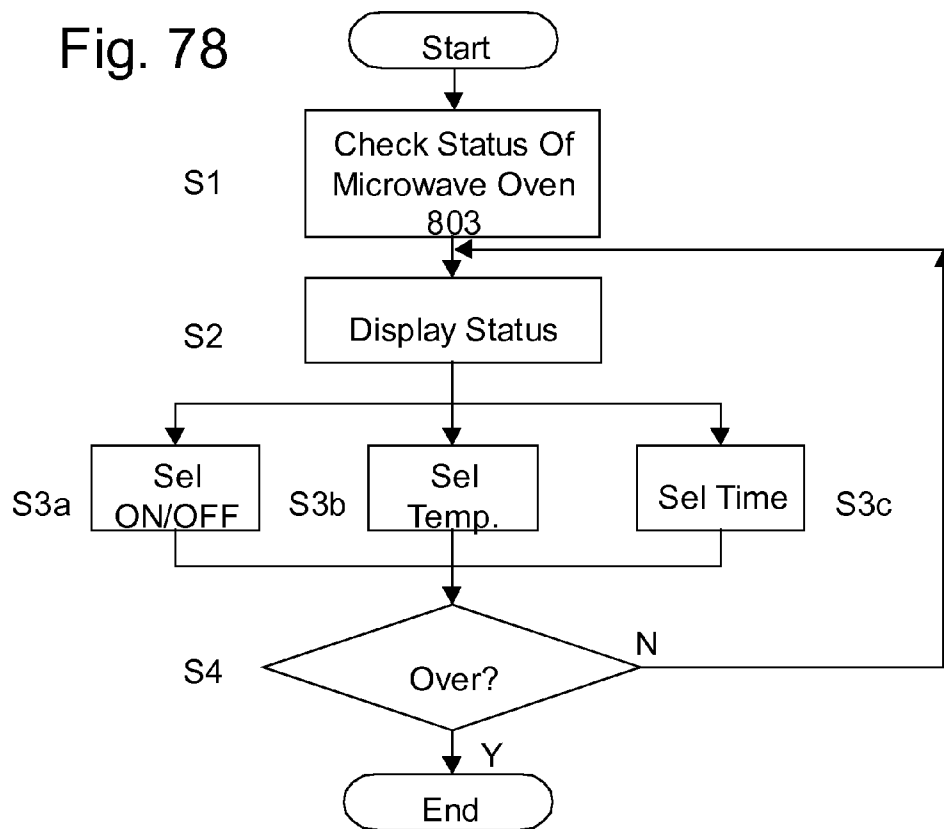 Fig. 78
Start
S1
Check Status Of
Microwave Oven
803
S2
Display Status
S3a
Sel
ON/OFF
S3b
Sel
Temp.
Sel Time
S3c
S4
Over?
N
Y
End